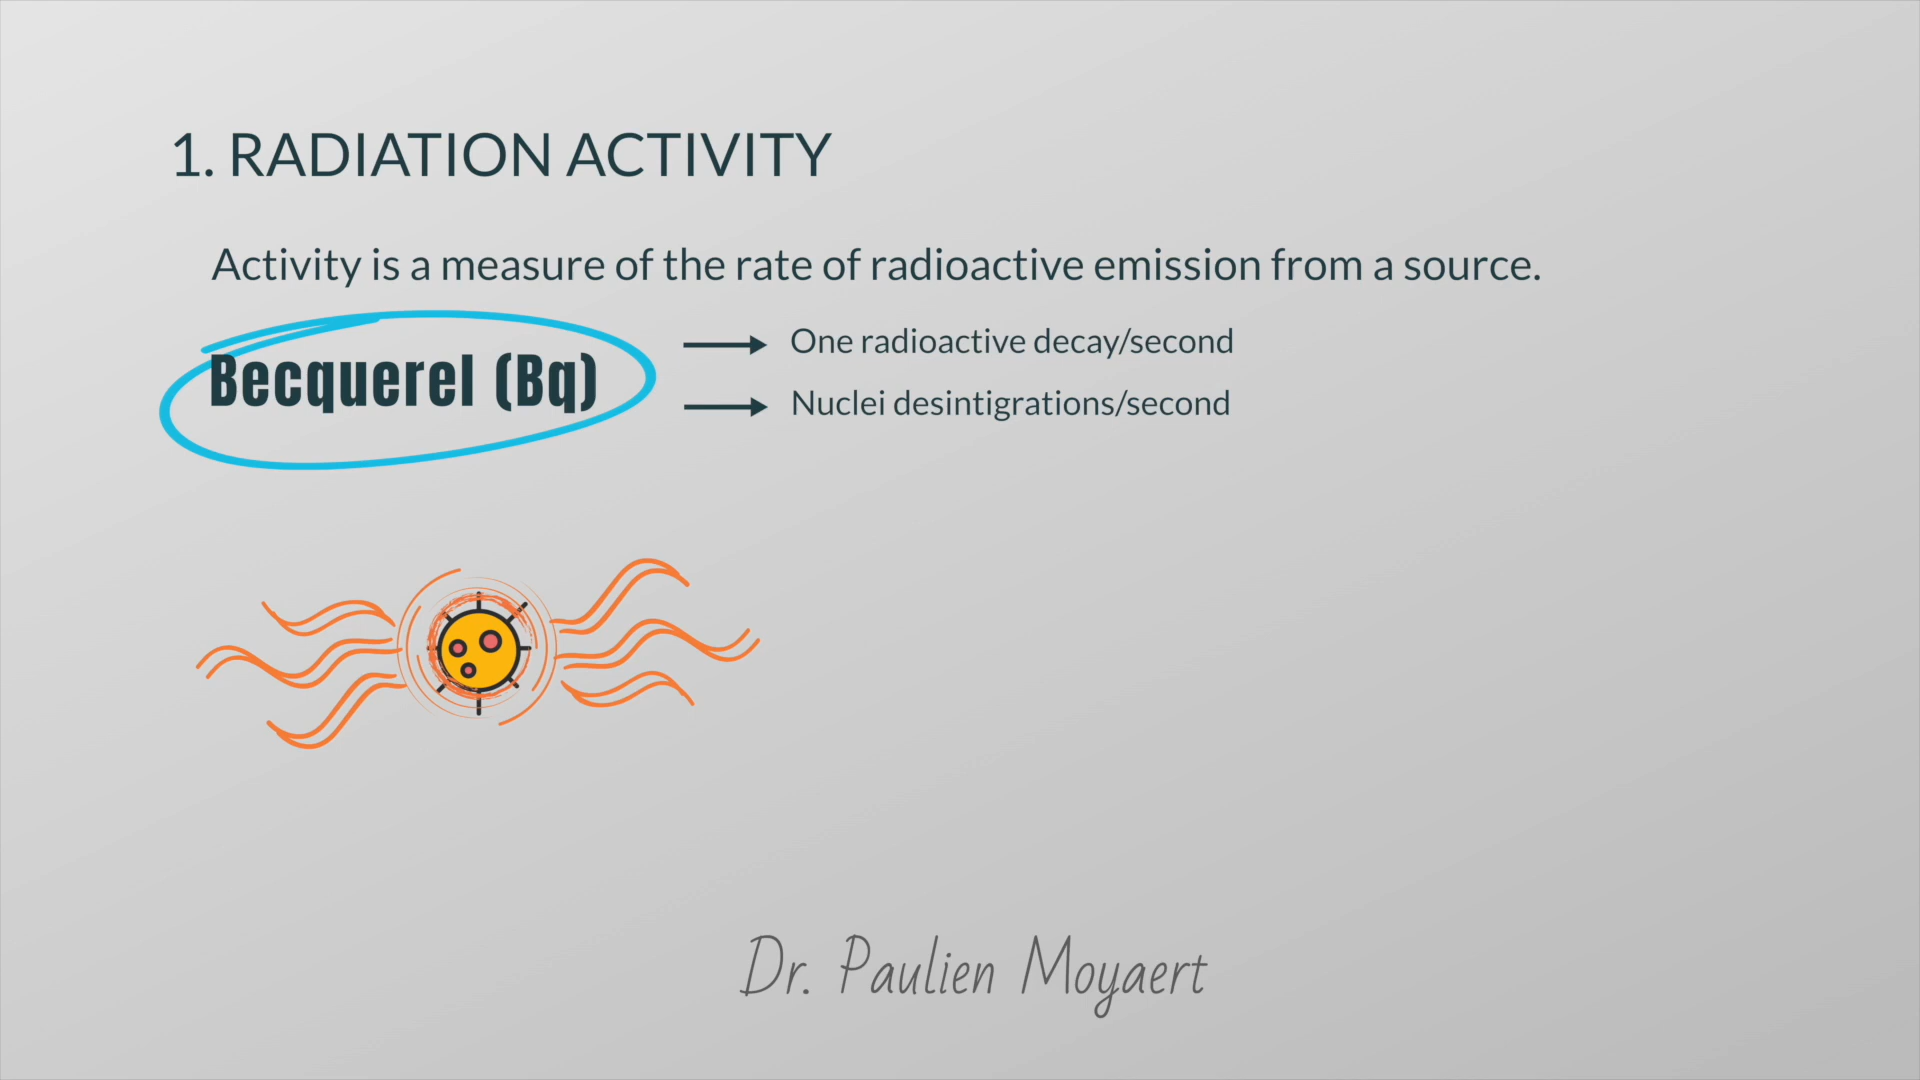 1. RADIATION ACTIVITY
Activity is a measure of the rate of radioactive emission from a source.
Becquerel (Bq)
One radioactive decay/second
Nuclei desintigrations/second
Dr. Paulien Moyaert